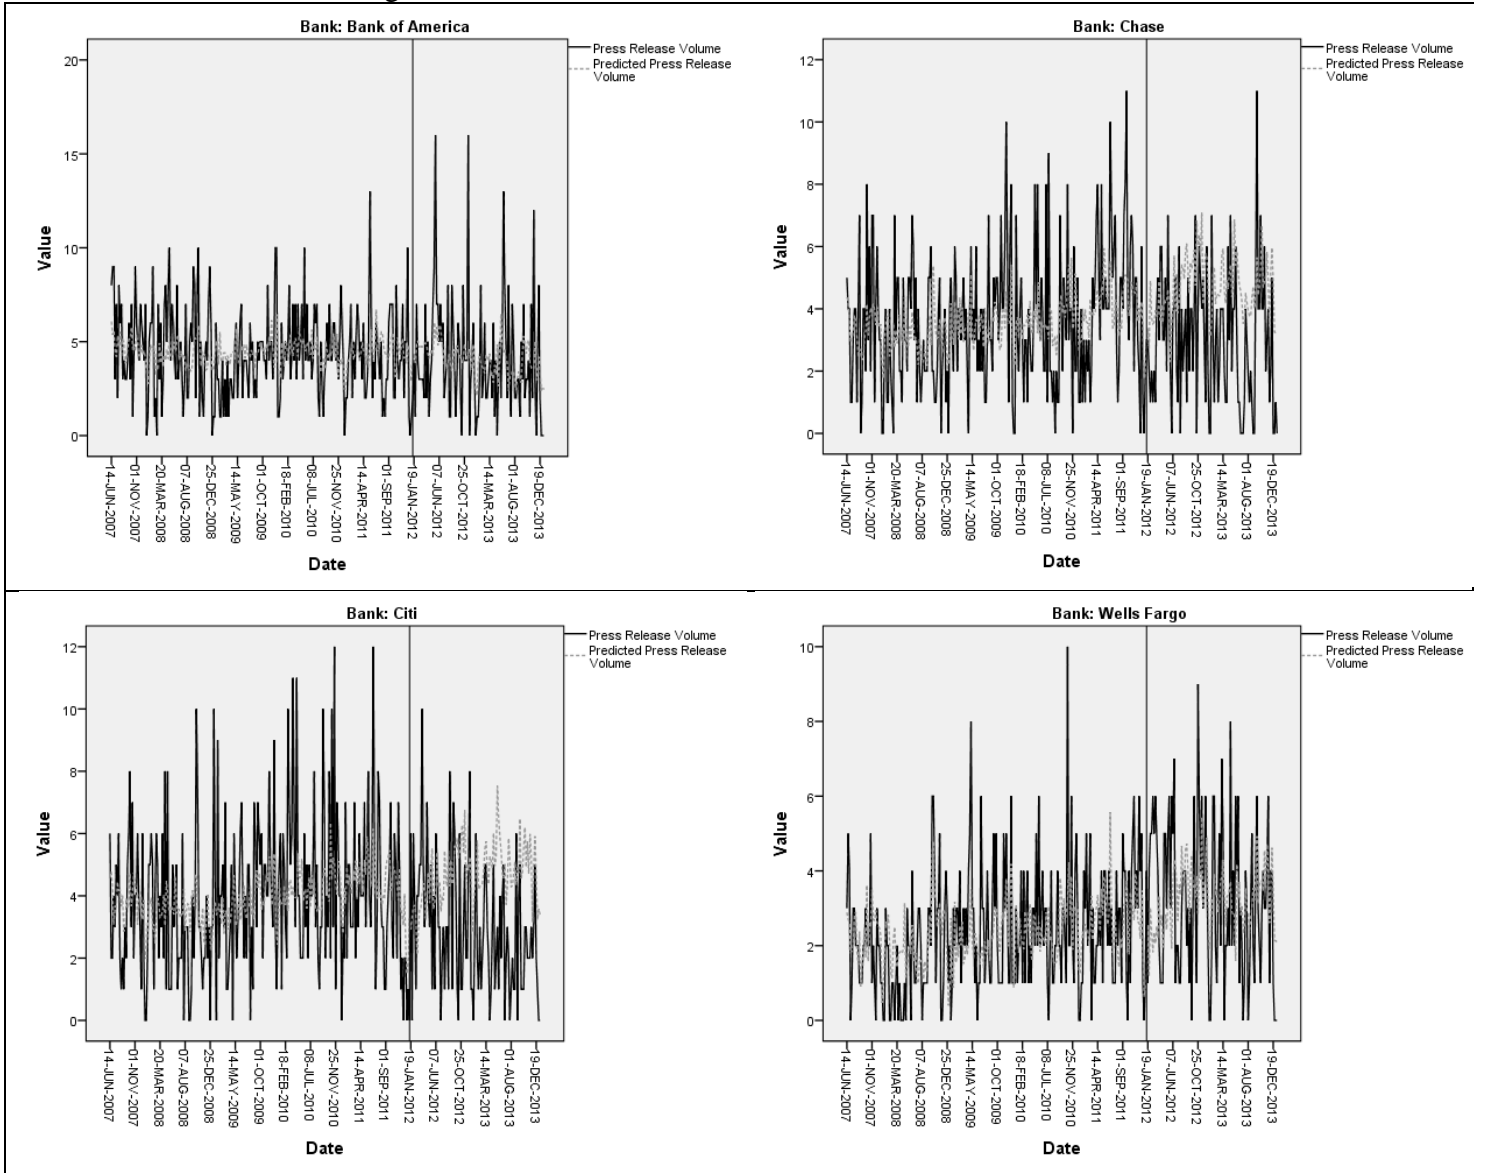 Bank: Bank of America
Press Release Volume
Predicted Press Release
Volume
20
15
10
5
0
Value
14-JUN-2007
01-NOV-2007
20-MAR-2008
07-AUG-2008
25-DEC-2008
14-MAY-2009
01-OCT-2009
18-FEB-2010
08-JUL-2010
25-NOV-2010
14-APR-2011
01-SEP-2011
19-JAN-2012
07-JUN-2012
25-OCT-2012
14-MAR-2013
01-AUG-2013
19-DEC-2013
Date
Bank: Chase
Press Release Volume
Predicted Press Release
Volume
12
10
8
6
4
2
0
Value
14-JUN-2007
01-NOV-2007
20-MAR-2008
07-AUG-2008
25-DEC-2008
14-MAY-2009
01-OCT-2009
18-FEB-2010
08-JUL-2010
25-NOV-2010
14-APR-2011
01-SEP-2011
19-JAN-2012
07-JUN-2012
25-OCT-2012
14-MAR-2013
01-AUG-2013
19-DEC-2013
Date
Bank: Citi
Press Release Volume
Predicted Press Release
Volume
12
10
8
6
4
2
0
Value
14-JUN-2007
01-NOV-2007
20-MAR-2008
07-AUG-2008
25-DEC-2008
14-MAY-2009
01-OCT-2009
18-FEB-2010
08-JUL-2010
25-NOV-2010
14-APR-2011
01-SEP-2011
19-JAN-2012
07-JUN-2012
25-OCT-2012
14-MAR-2013
01-AUG-2013
19-DEC-2013
Date
Bank: Wells Fargo
Press Release Volume
Predicted Press Release
Volume
10
8
6
4
2
0
Value
14-JUN-2007
01-NOV-2007
20-MAR-2008
07-AUG-2008
25-DEC-2008
14-MAY-2009
01-OCT-2009
18-FEB-2010
08-JUL-2010
25-NOV-2010
14-APR-2011
01-SEP-2011
19-JAN-2012
07-JUN-2012
25-OCT-2012
14-MAR-2013
01-AUG-2013
19-DEC-2013
Date